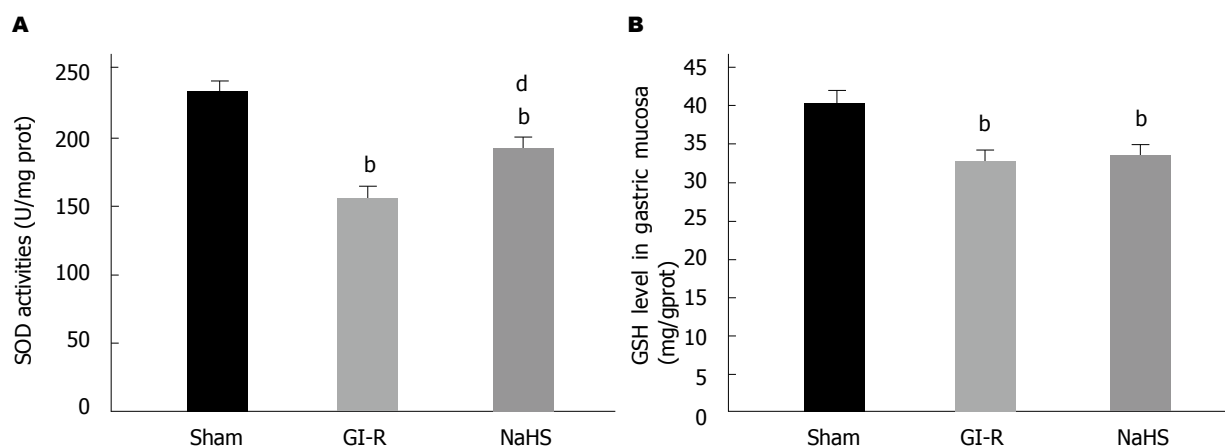 A
SOD activities (U/mg prot)
250
200
150
100
50
0
b
d
b
Sham GI-R NaHS
B
GSH level in gastric mucosa
(mg/gprot)
45
40
35
30
25
20
15
10
5
0
b
b
Sham GI-R NaHS